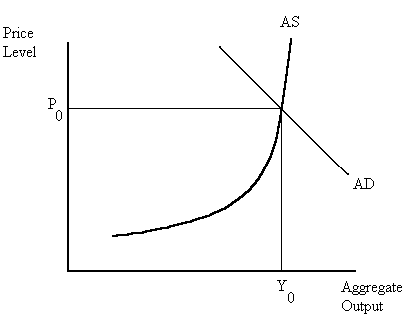 AS
Price
Level
P0
AD
Y0
Aggregate
Output